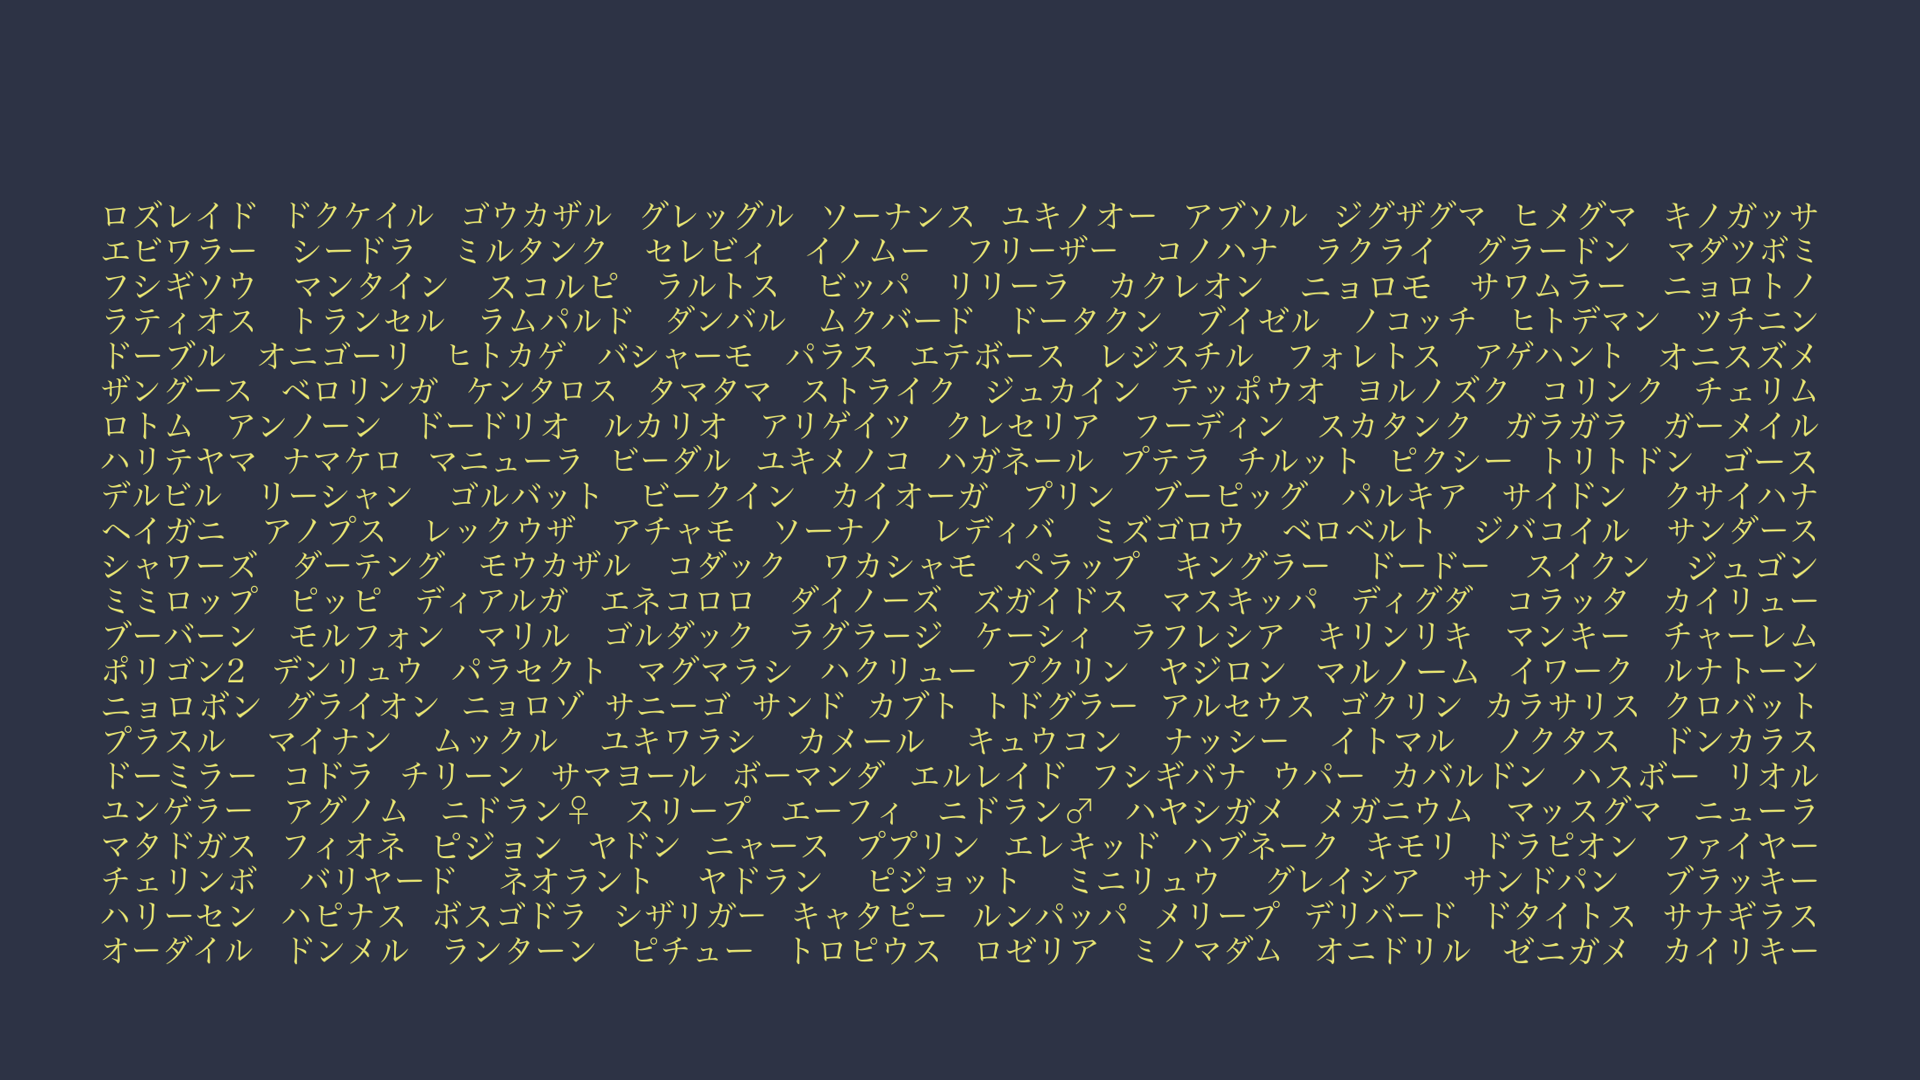 ロズレイド ドクケイル ゴウカザル グレッグル ソーナンス ユキノオー アブソル ジグザグマ ヒメグマ キノガッサ
エビワラー シードラ ミルタンク セレビィ イノムー フリーザー コノハナ ラクライ グラードン マダツボミ
フシギソウ マンタイン スコルピ ラルトス ビッパ リリーラ カクレオン ニョロモ サワムラー ニョロトノ
ラティオス トランセル ラムパルド ダンバル ムクバード ドータクン ブイゼル ノコッチ ヒトデマン ツチニン
ドーブル オニゴーリ ヒトカゲ バシャーモ パラス エテボース レジスチル フォレトス アゲハント オニスズメ
ザングース ベロリンガ ケンタロス タマタマ ストライク ジュカイン テッポウオ ヨルノズク コリンク チェリム
ロトム アンノーン ドードリオ ルカリオ アリゲイツ クレセリア フーディン スカタンク ガラガラ ガーメイル
ハリテヤマ ナマケロ マニューラ ビーダル ユキメノコ ハガネール プテラ チルット ピクシー トリトドン ゴース
デルビル リーシャン ゴルバット ビークイン カイオーガ プリン ブーピッグ パルキア サイドン クサイハナ
ヘイガニ アノプス レックウザ アチャモ ソーナノ レディバ ミズゴロウ ベロベルト ジバコイル サンダース
シャワーズ ダーテング モウカザル コダック ワカシャモ ペラップ キングラー ドードー スイクン ジュゴン
ミミロップ ピッピ ディアルガ エネコロロ ダイノーズ ズガイドス マスキッパ ディグダ コラッタ カイリュー
ブーバーン モルフォン マリル ゴルダック ラグラージ ケーシィ ラフレシア キリンリキ マンキー チャーレム
ポリゴン2 デンリュウ パラセクト マグマラシ ハクリュー プクリン ヤジロン マルノーム イワーク ルナトーン
ニョロボン グライオン ニョロゾ サニーゴ サンド カブト トドグラー アルセウス ゴクリン カラサリス クロバット
プラスル マイナン ムックル ユキワラシ カメール キュウコン ナッシー イトマル ノクタス ドンカラス
ドーミラー コドラ チリーン サマヨール ボーマンダ エルレイド フシギバナ ウパー カバルドン ハスボー リオル
ユンゲラー アグノム ニドラン♀ スリープ エーフィ ニドラン♂ ハヤシガメ メガニウム マッスグマ ニューラ
マタドガス フィオネ ピジョン ヤドン ニャース ププリン エレキッド ハブネーク キモリ ドラピオン ファイヤー
チェリンボ バリヤード ネオラント ヤドラン ピジョット ミニリュウ グレイシア サンドパン ブラッキー
ハリーセン ハピナス ボスゴドラ シザリガー キャタピー ルンパッパ メリープ デリバード ドタイトス サナギラス
オーダイル ドンメル ランターン ピチュー トロピウス ロゼリア ミノマダム オニドリル ゼニガメ カイリキー